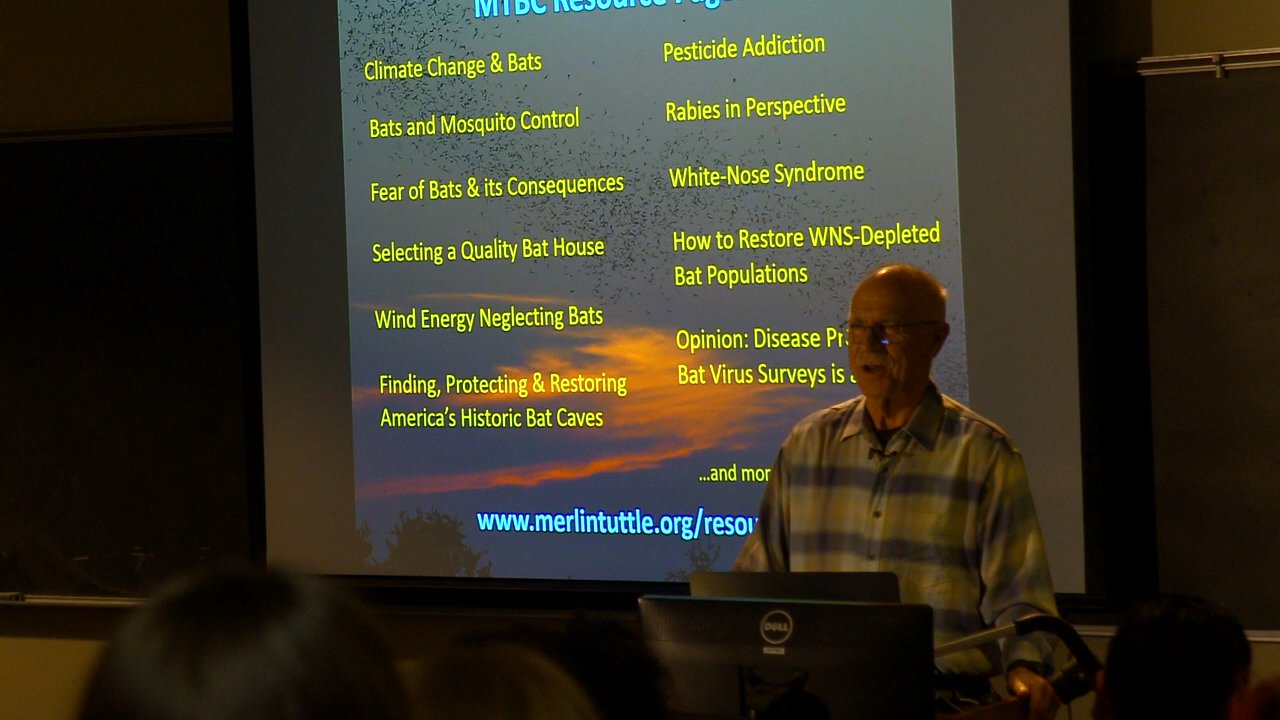 MTBC Resource
Climate Change & Bats
Bats and Mosquito Control
Fear of Bats & its Consequences
Selecting a Quality Bat House
Wind Energy Neglecting Bats
Finding, Protecting & Restoring
America's Historic Bat Caves
Pesticide Addiction
Rabies in Perspective
White-Nose Syndrome
How to Restore WNS-Depleted
Bat Populations
Opinion: Disease
Bat Virus Surveys is
...and mor
www.merlintuttle.org/resou
DELL